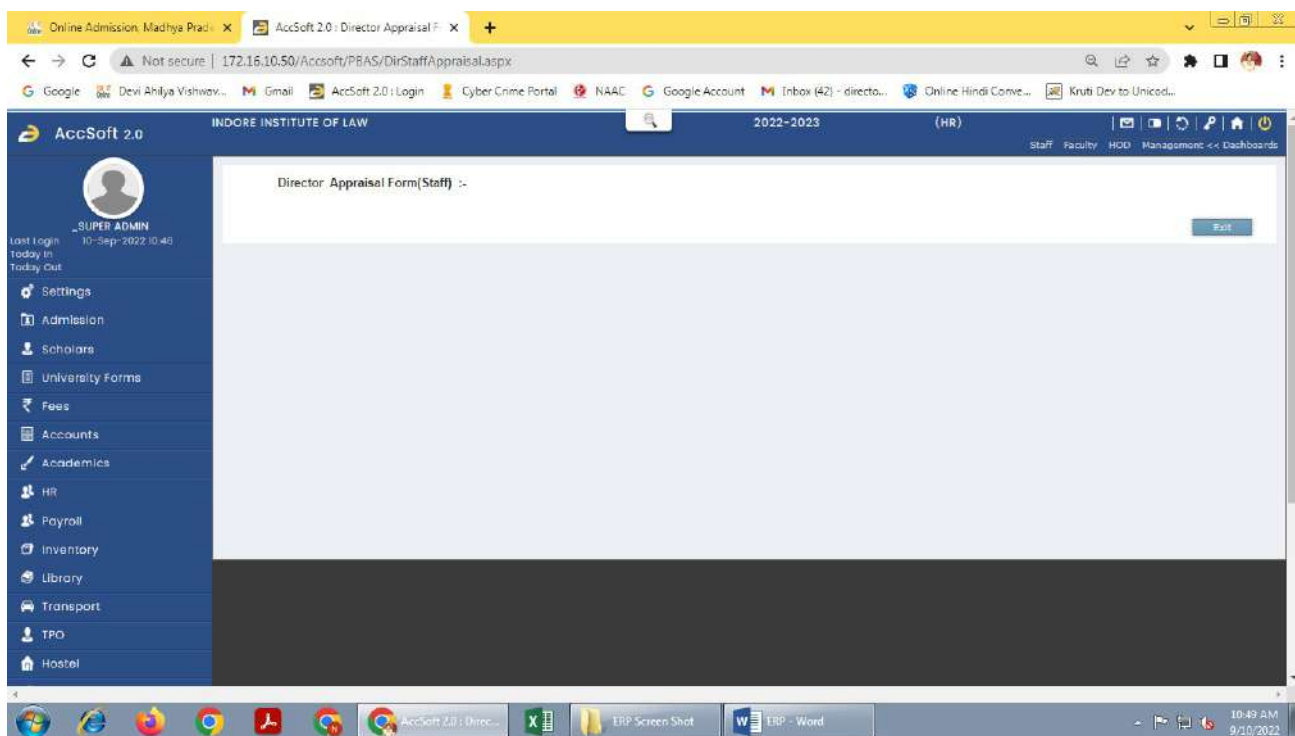 Online Admission, Madhya Prade
AccSoft 2.0 : Director Appraisal F
Not secure | 172.16.10.50/Accsoft/PBAS/DirStaffAppraisal.aspx
Google
Devi Ahilya Vishwav...
Gmail
AccSoft 2.0 : Login
Cyber Crime Portal
NAAC
Google Account
Inbox (42) - directo...
Online Hindi Conve...
Kruti Dev to Unicod...
AccSoft 2.0
INDORE INSTITUTE OF LAW
2022-2023
(HR)
Staff Faculty HOD Management << Dashboards
_SUPER ADMIN
Last Login 10-Sep-2022 10:46
Today In
Today Out
Director Appraisal Form(Staff) :-
Exit
Settings
Admission
Scholars
University Forms
Fees
Accounts
Academics
HR
Payroll
Inventory
Library
Transport
TPO
Hostel
AccSoft 2.0 : Direc...
ERP Screen Shot
ERP - Word
10:49 AM
9/10/2022